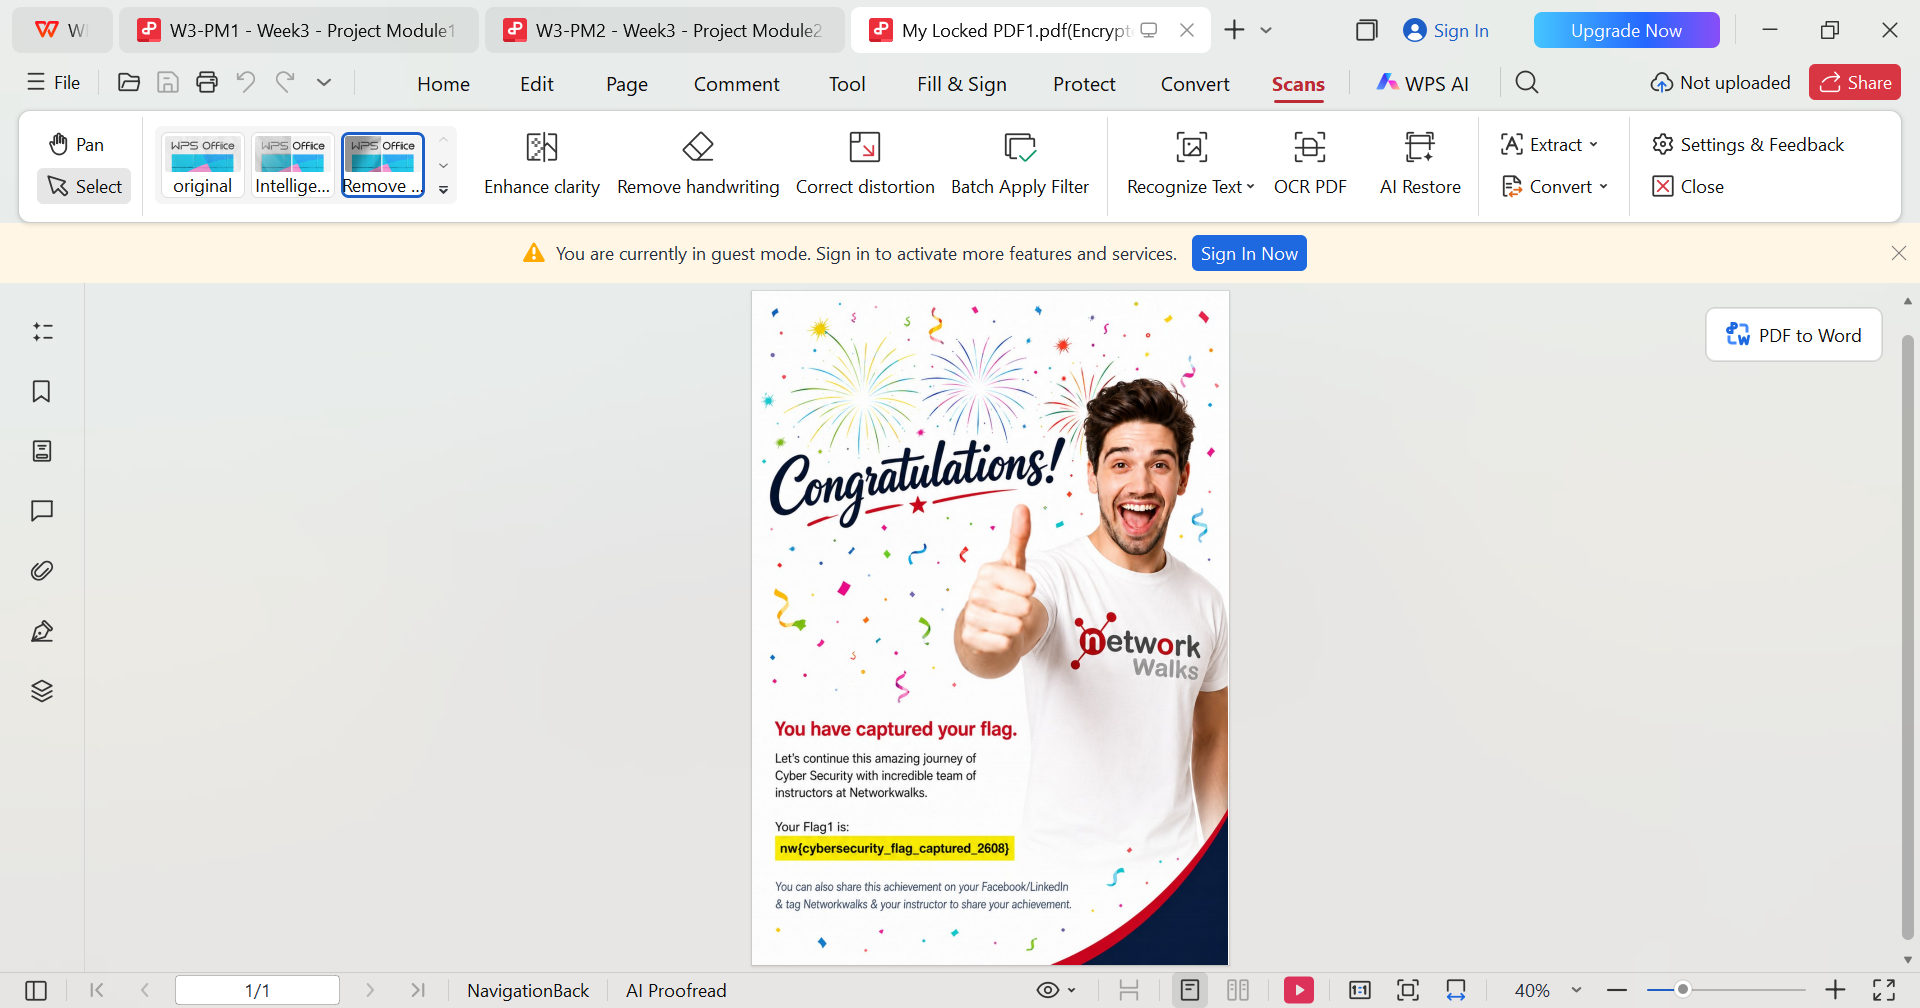 W3-PM1 - Week3 - Project Module1
W3-PM2 - Week3 - Project Module2
My Locked PDF1.pdf(Encrypt
Sign In
Upgrade Now
File
Home
Edit
Page
Comment
Tool
Fill & Sign
Protect
Convert
Scans
WPS AI
Not uploaded
Share
Pan
Select
WPS Office
original
WPS Office
Intellige...
WPS Office
Remove ...
Enhance clarity
Remove handwriting
Correct distortion
Batch Apply Filter
Recognize Text
OCR PDF
AI Restore
Extract
Convert
Settings & Feedback
Close
You are currently in guest mode. Sign in to activate more features and services.
Sign In Now
PDF to Word
Congratulations!
network
Walks
You have captured your flag.
Let's continue this amazing journey of
Cyber Security with incredible team of
instructors at Networkwalks.
Your Flag1 is:
nw{cybersecurity_flag_captured_2608}
You can also share this achievement on your Facebook/LinkedIn
& tag Networkwalks & your instructor to share your achievement.
1/1
NavigationBack
AI Proofread
40%